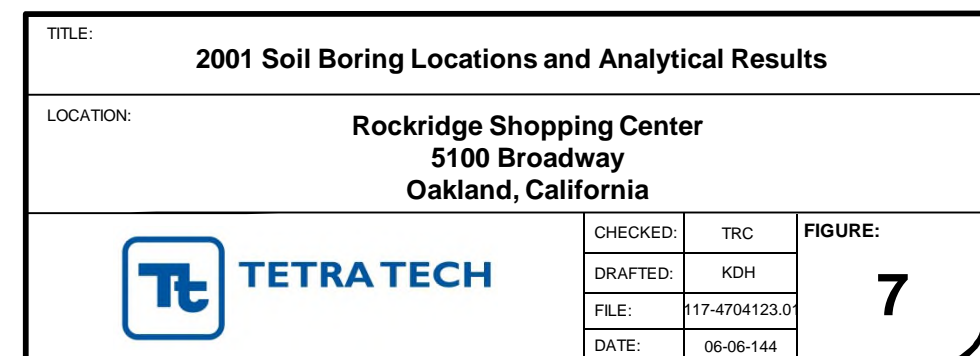 TITLE:
2001 Soil Boring Locations and Analytical Results
LOCATION:
Rockridge Shopping Center
5100 Broadway
Oakland, California
Tt TETRA TECH
CHECKED: TRC
DRAFTED: KDH
FILE: 117-4704123.01
DATE: 06-06-144
FIGURE:
7